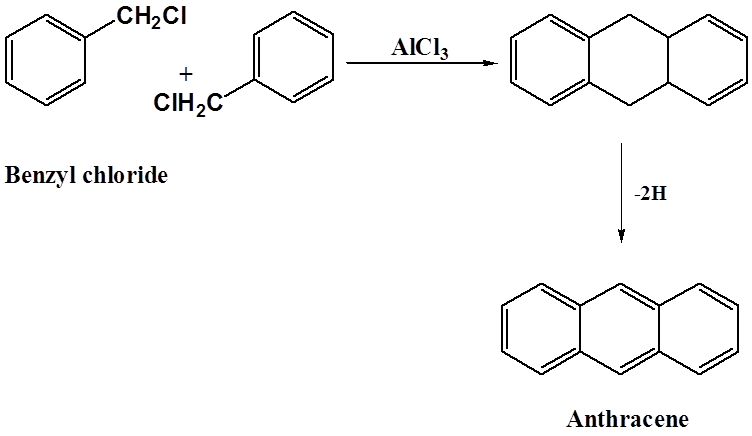 CH2Cl
+
ClH2C
AlCl3
Benzyl chloride
-2H
Anthracene